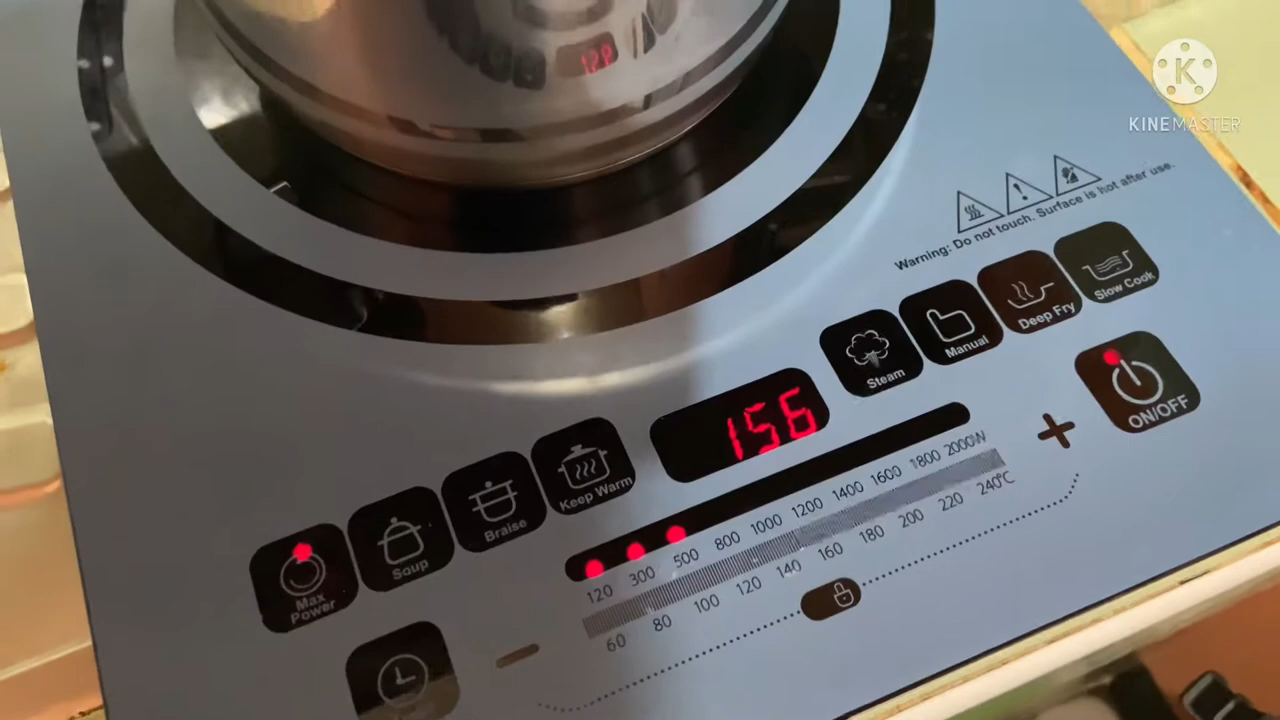 KINEMASTER
Warning: Do not touch. Surface is hot after use.
Steam
Manual
Deep Fry
Slow Cook
ON/OFF
156
Max Power
Soup
Braise
Keep Warm
120 300 500 800 1000 1200 1400 1600 1800 2000W
60 80 100 120 140 160 180 200 220 240°C
+
-